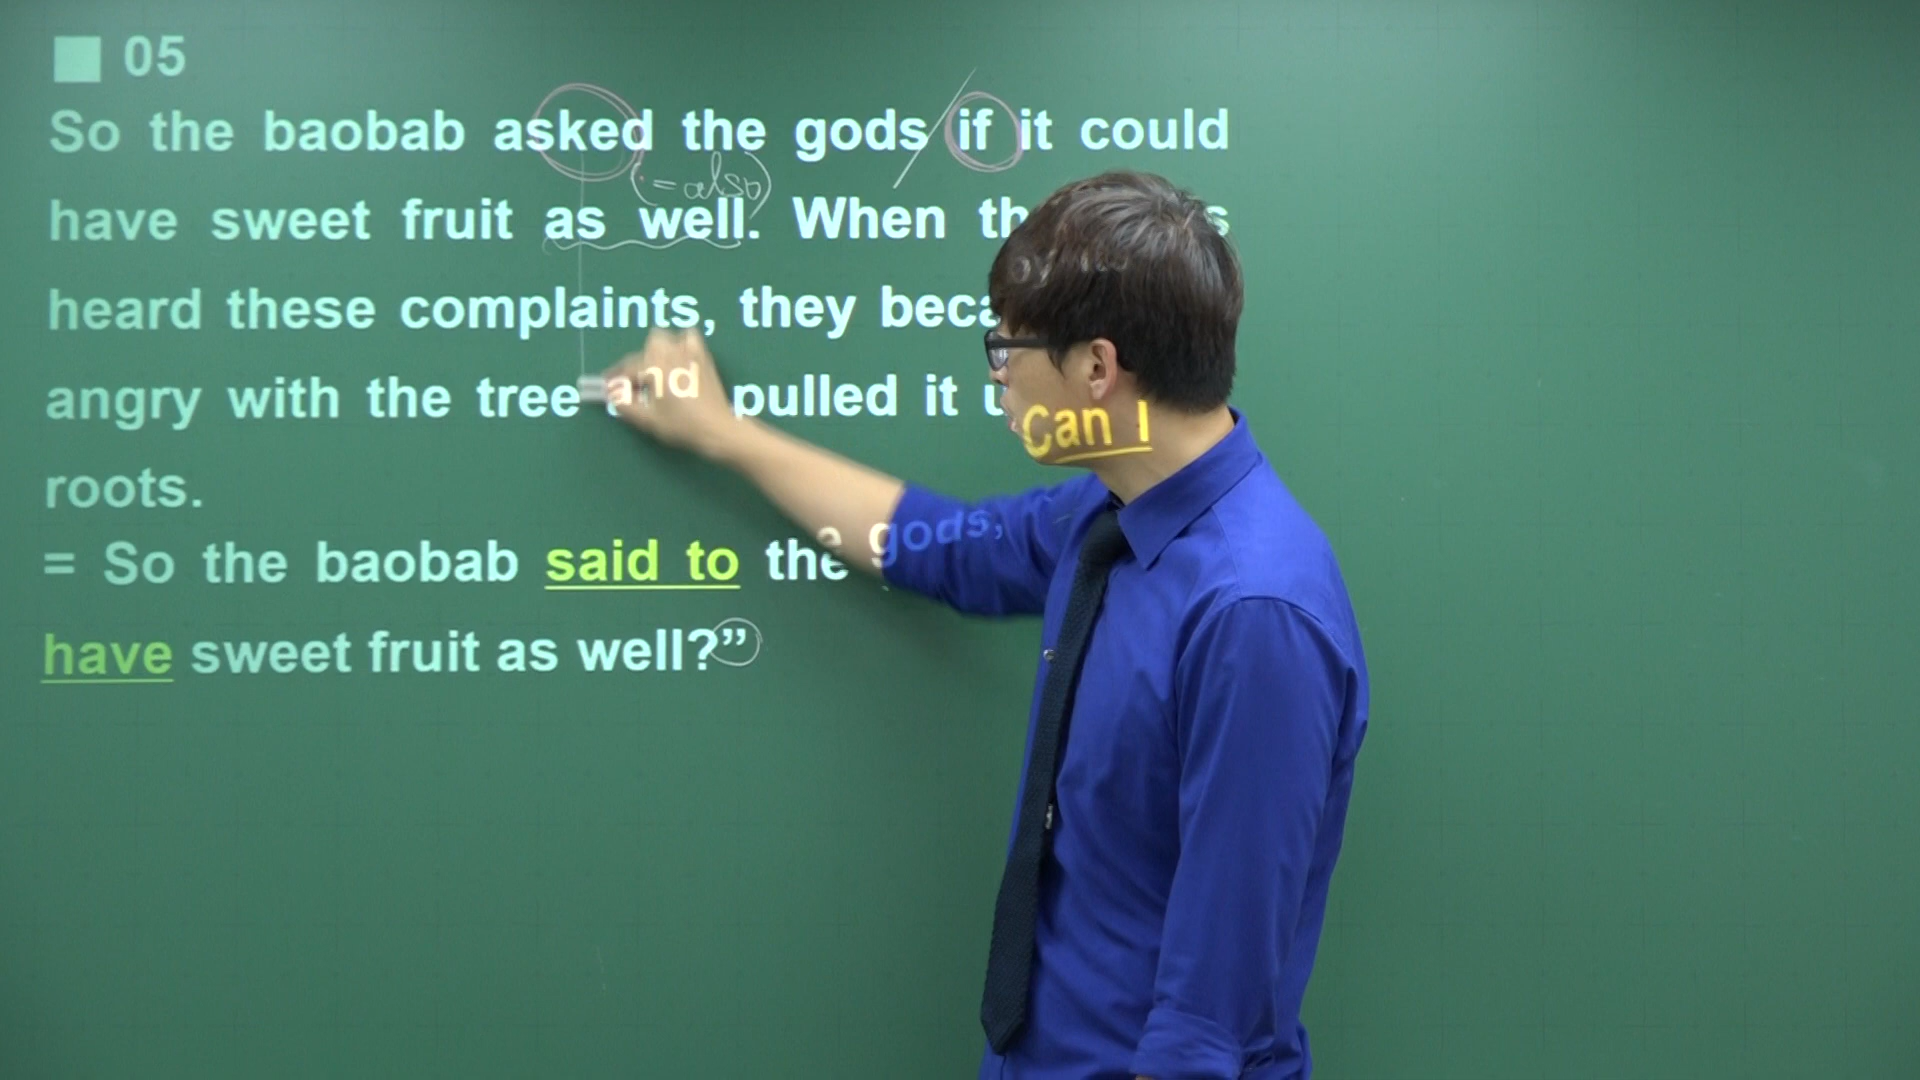 ■ 05
So the baobab asked the gods if it could
(=also)
have sweet fruit as well. When
heard these complaints, they
angry with the tree and pulled it
roots.
= So the baobab said to the gods, Can I
have sweet fruit as well?”